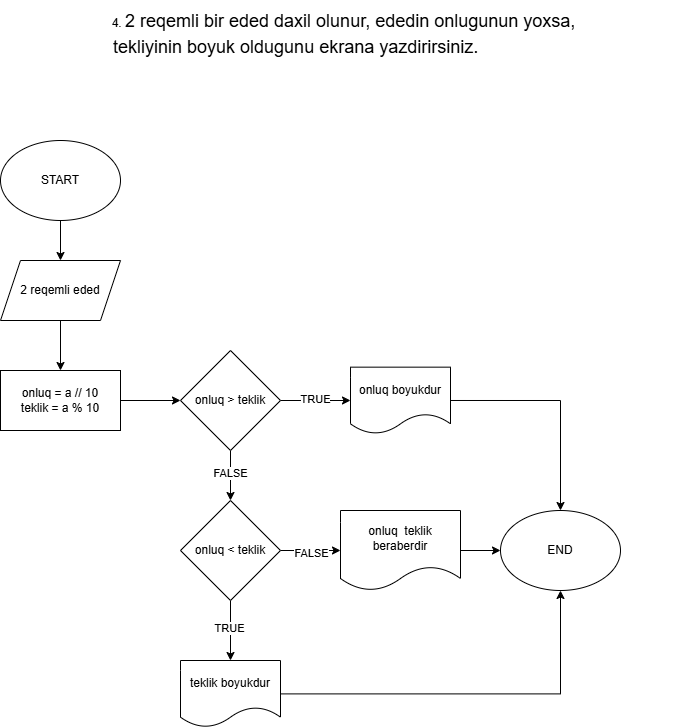 4. 2 reqemli bir eded daxil olunur, ededin onlugunun yoxsa,
tekliyinin boyuk oldugunu ekrana yazdirirsiniz.
START
2 reqemli eded
onluq = a // 10
teklik = a % 10
onluq > teklik
TRUE
onluq boyukdur
FALSE
onluq < teklik
FALSE
onluq  teklik
beraberdir
END
TRUE
teklik boyukdur